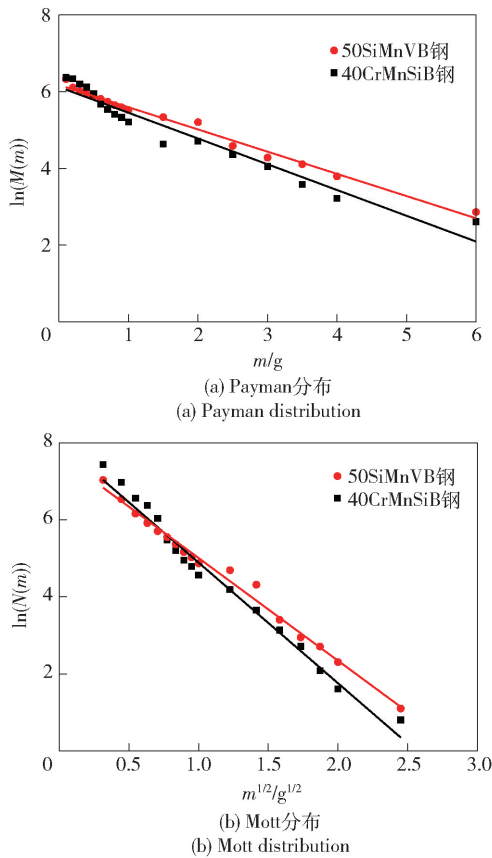 8
6
4
2
0
ln(M(m))
50SiMnVB钢
40CrMnSiB钢
1 2 3 4 5 6
m/g
(a) Payman分布
(a) Payman distribution
8
6
4
2
0
ln(N(m))
50SiMnVB钢
40CrMnSiB钢
0.5 1.0 1.5 2.0 2.5 3.0
m^{1/2}/g^{1/2}
(b) Mott分布
(b) Mott distribution